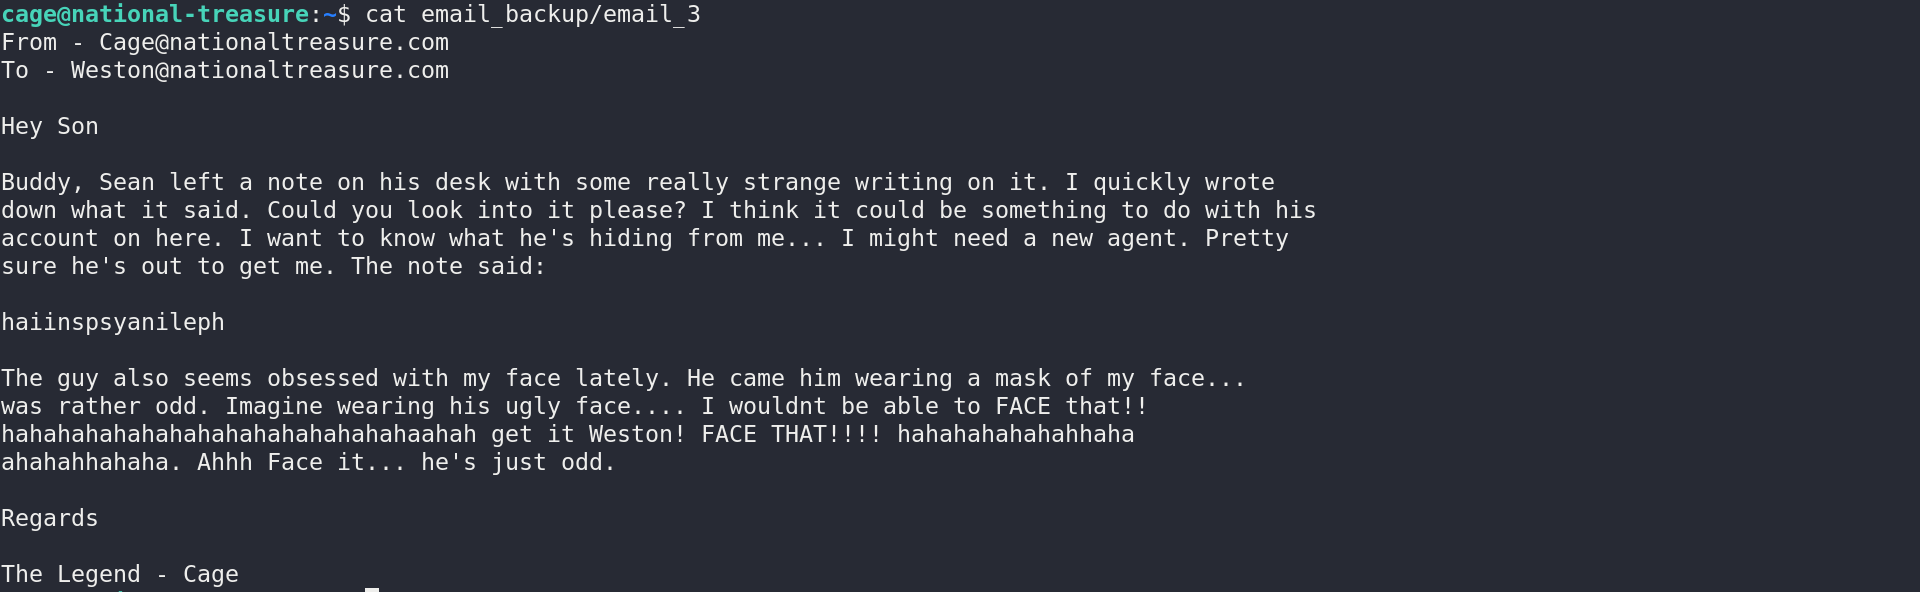 cage@national-treasure:~$ cat email_backup/email_3
From - Cage@nationaltreasure.com
To - Weston@nationaltreasure.com
Hey Son
Buddy, Sean left a note on his desk with some really strange writing on it. I quickly wrote
down what it said. Could you look into it please? I think it could be something to do with his
account on here. I want to know what he's hiding from me... I might need a new agent. Pretty
sure he's out to get me. The note said:
haiinspsyanileph
The guy also seems obsessed with my face lately. He came him wearing a mask of my face...
was rather odd. Imagine wearing his ugly face.... I wouldnt be able to FACE that!!
hahahahahahahahahahahahahahahaahah get it Weston! FACE THAT!!!! hahahahahahahhaha
ahahahhahaha. Ahhh Face it... he's just odd.
Regards
The Legend - Cage